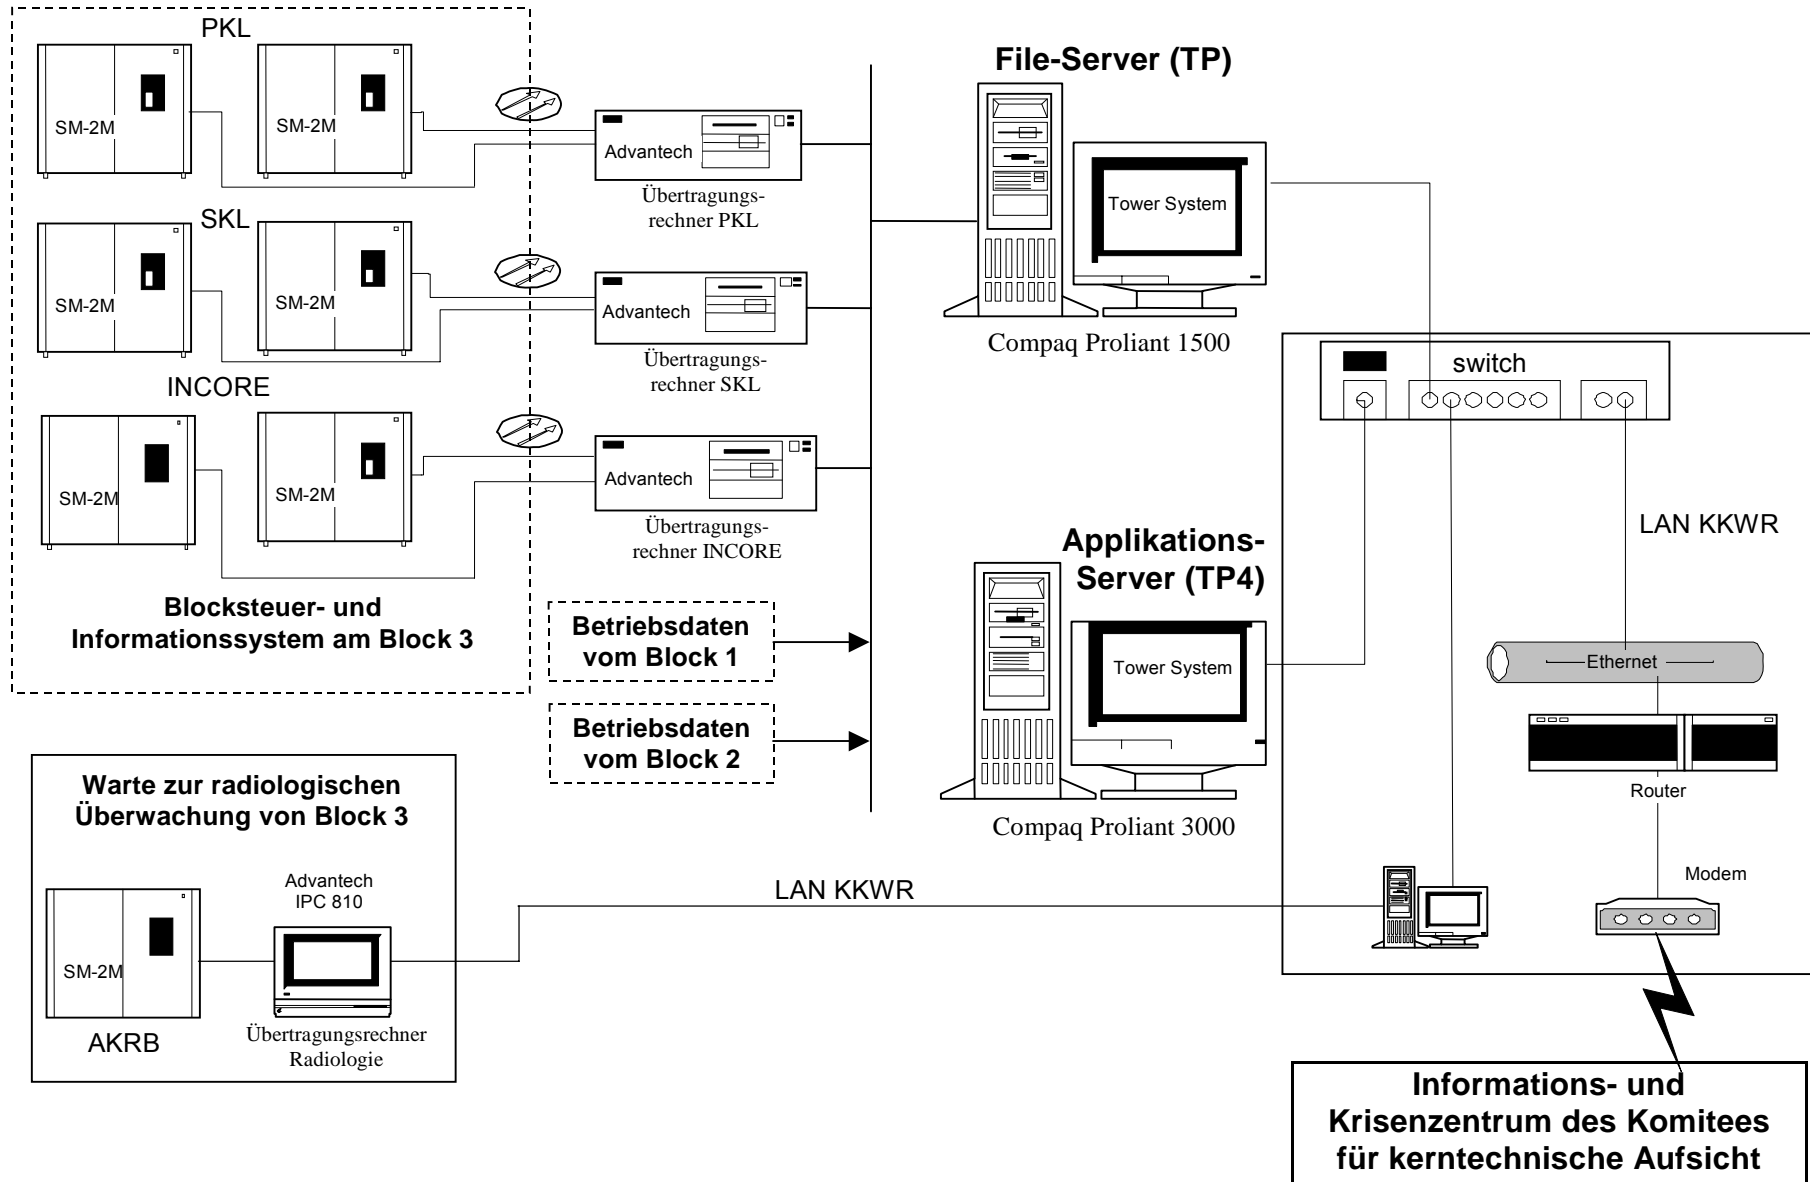 PKL
SM-2M
SM-2M
Advantech
Übertragungs-
rechner PKL
SKL
SM-2M
SM-2M
Advantech
Übertragungs-
rechner SKL
INCORE
SM-2M
SM-2M
Advantech
Übertragungs-
rechner INCORE
Blocksteuer- und
Informationssystem am Block 3
Betriebsdaten
vom Block 1
Betriebsdaten
vom Block 2
File-Server (TP)
Tower System
Compaq Proliant 1500
Applikations-
Server (TP4)
Tower System
Compaq Proliant 3000
switch
LAN KKWR
Ethernet
Router
Modem
Warte zur radiologischen
Überwachung von Block 3
Advantech
IPC 810
SM-2M
AKRB
Übertragungsrechner
Radiologie
LAN KKWR
Informations- und
Krisenzentrum des Komitees
für kerntechnische Aufsicht